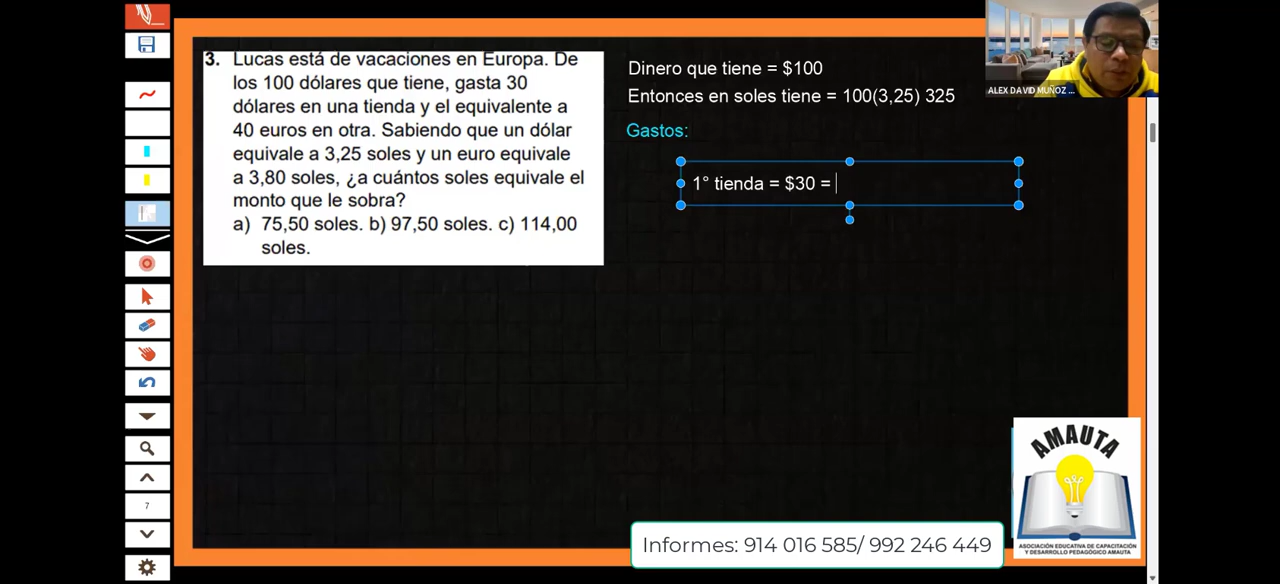 3. Lucas está de vacaciones en Europa. De
los 100 dólares que tiene, gasta 30
dólares en una tienda y el equivalente a
40 euros en otra. Sabiendo que un dólar
equivale a 3,25 soles y un euro equivale
a 3,80 soles, ¿a cuántos soles equivale el
monto que le sobra?
a) 75,50 soles. b) 97,50 soles. c) 114,00
soles.
Dinero que tiene = $100
Entonces en soles tiene = 100(3,25) 325
Gastos:
1° tienda = $30 =
ALEX DAVID MUÑOZ ...
7
AMAUTA
ASOCIACIÓN EDUCATIVA DE CAPACITACIÓN
Y DESARROLLO PEDAGÓGICO AMAUTA
Informes: 914 016 585/ 992 246 449